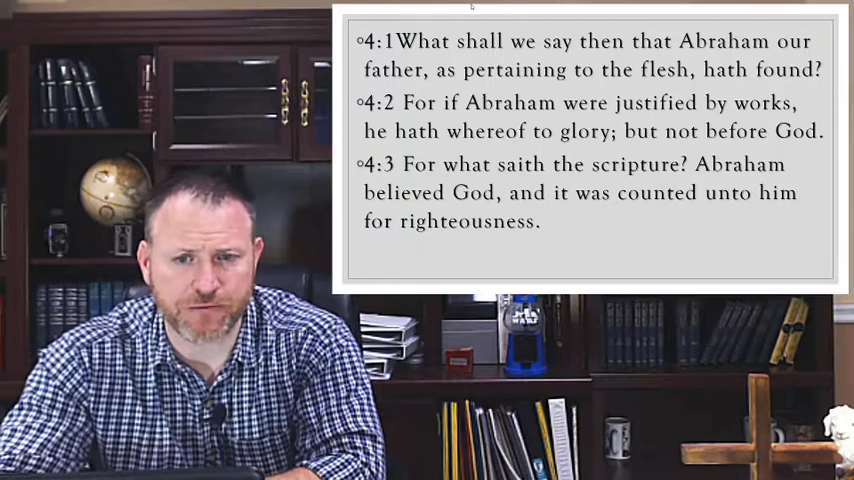 4:1What shall we say then that Abraham our
father, as pertaining to the flesh, hath found?
4:2 For if Abraham were justified by works,
he hath whereof to glory; but not before God.
4:3 For what saith the scripture? Abraham
believed God, and it was counted unto him
for righteousness.